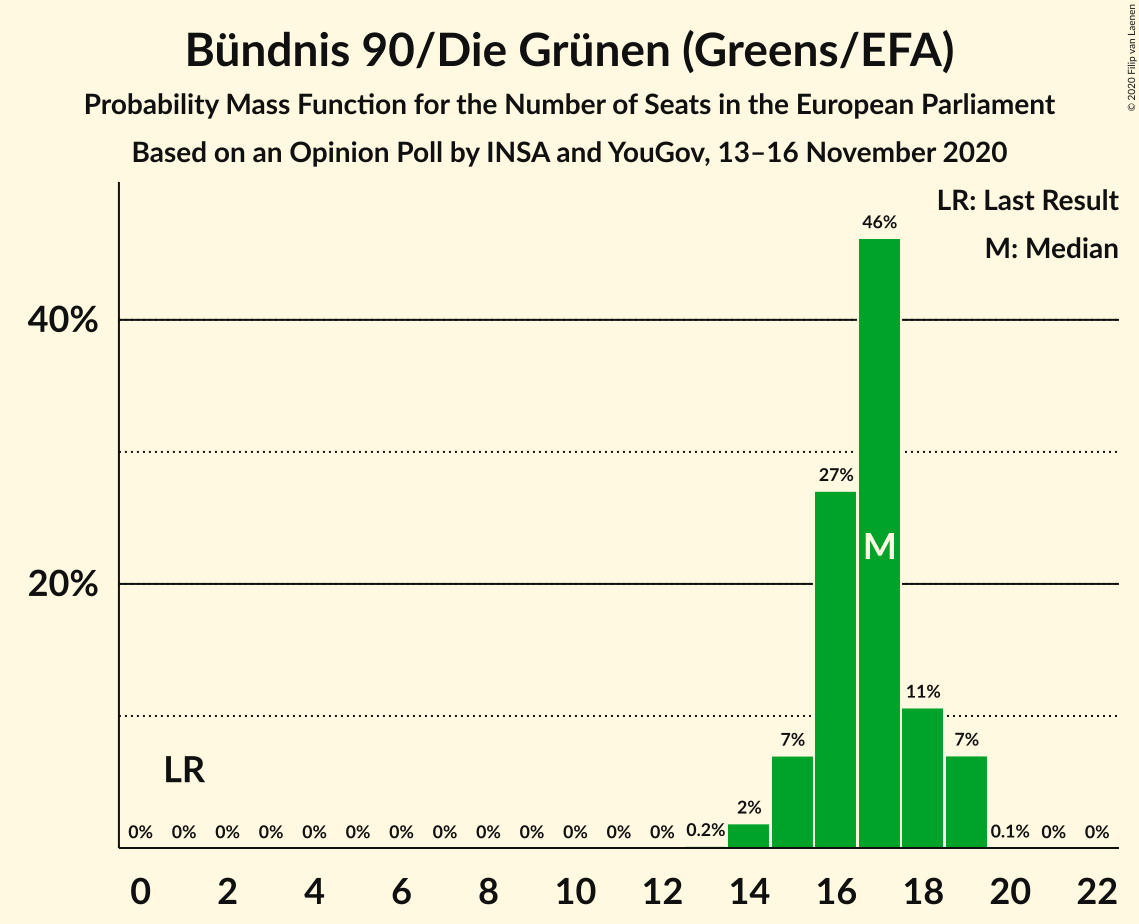 Bündnis 90/Die Grünen (Greens/EFA)
Probability Mass Function for the Number of Seats in the European Parliament
Based on an Opinion Poll by INSA and YouGov, 13–16 November 2020
© 2020 Filip van Laenen
LR: Last Result
M: Median
46%
40%
27%
M
20%
11%
7% 7%
LR
2%
0% 0% 0% 0% 0% 0% 0% 0% 0% 0% 0% 0% 0% 0.2% 0.1% 0% 0%
0 2 4 6 8 10 12 14 16 18 20 22